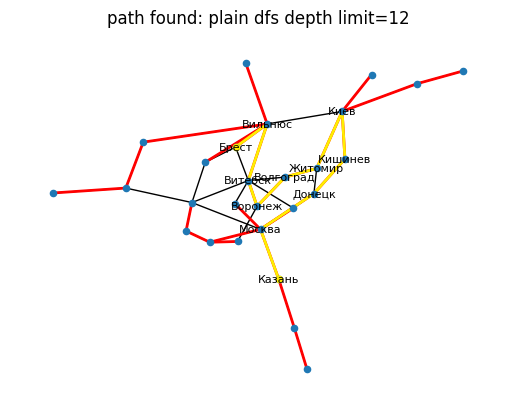 path found: plain dfs depth limit=12
Киев
Вильнюс
Брест
Кишинев
Житомир
Волгоград
Витебск
Донецк
Воронеж
Москва
Казань